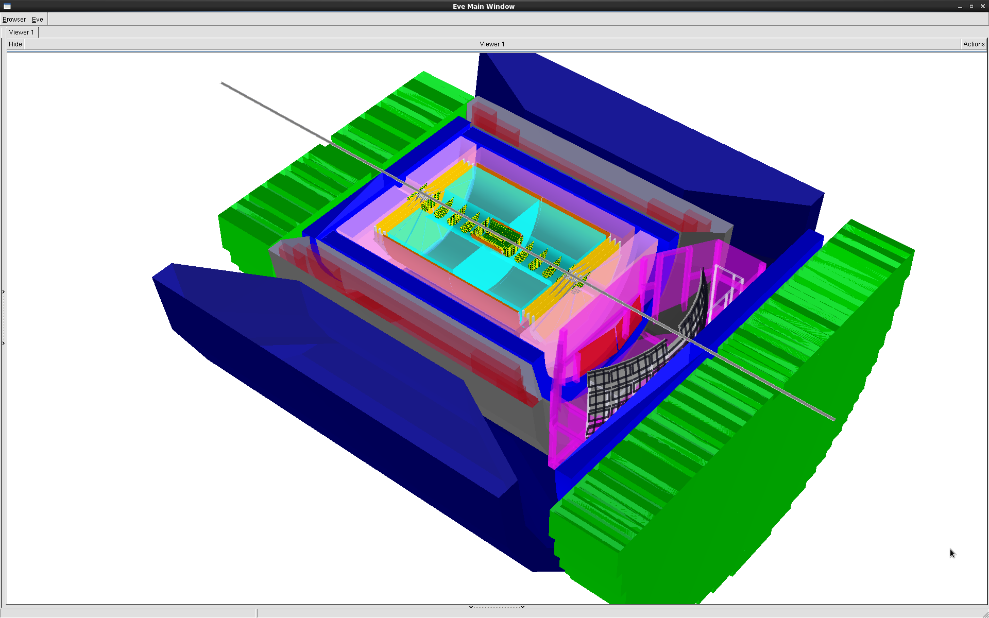 Eve Main Window
Browser Eve
Viewer 1
Hide Viewer 1 Actions